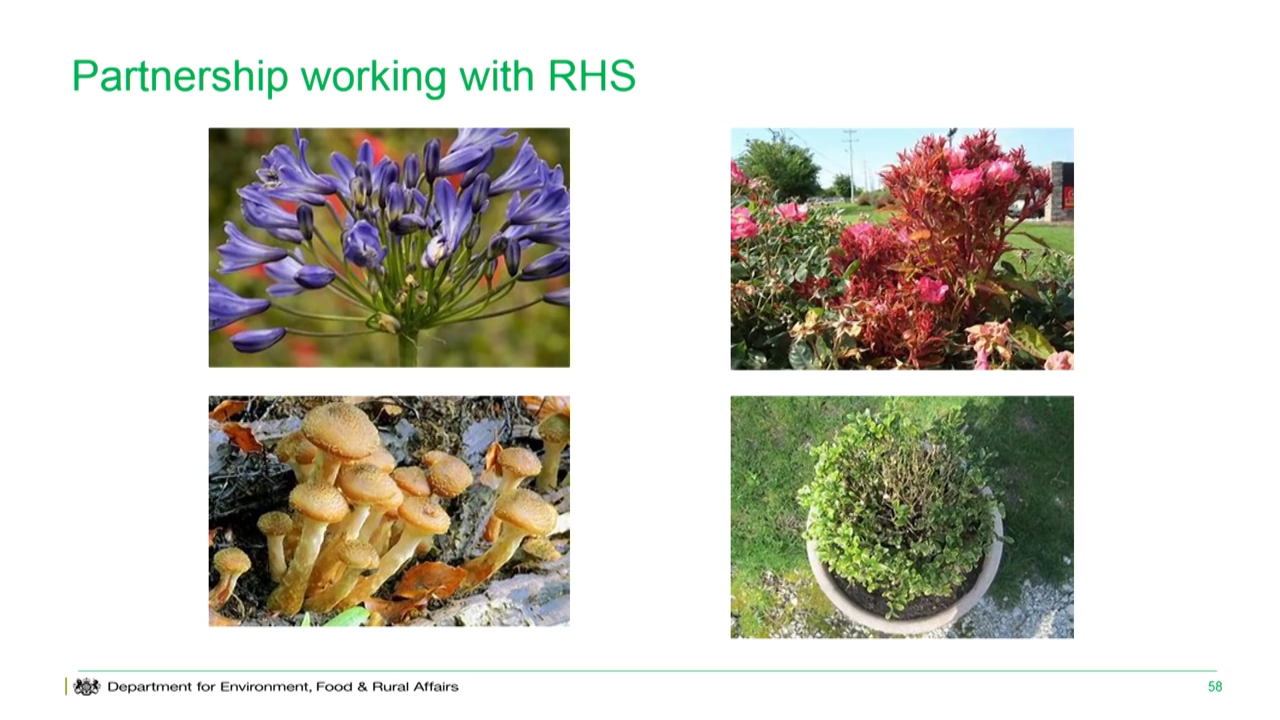 Partnership working with RHS
Department for Environment, Food & Rural Affairs
58